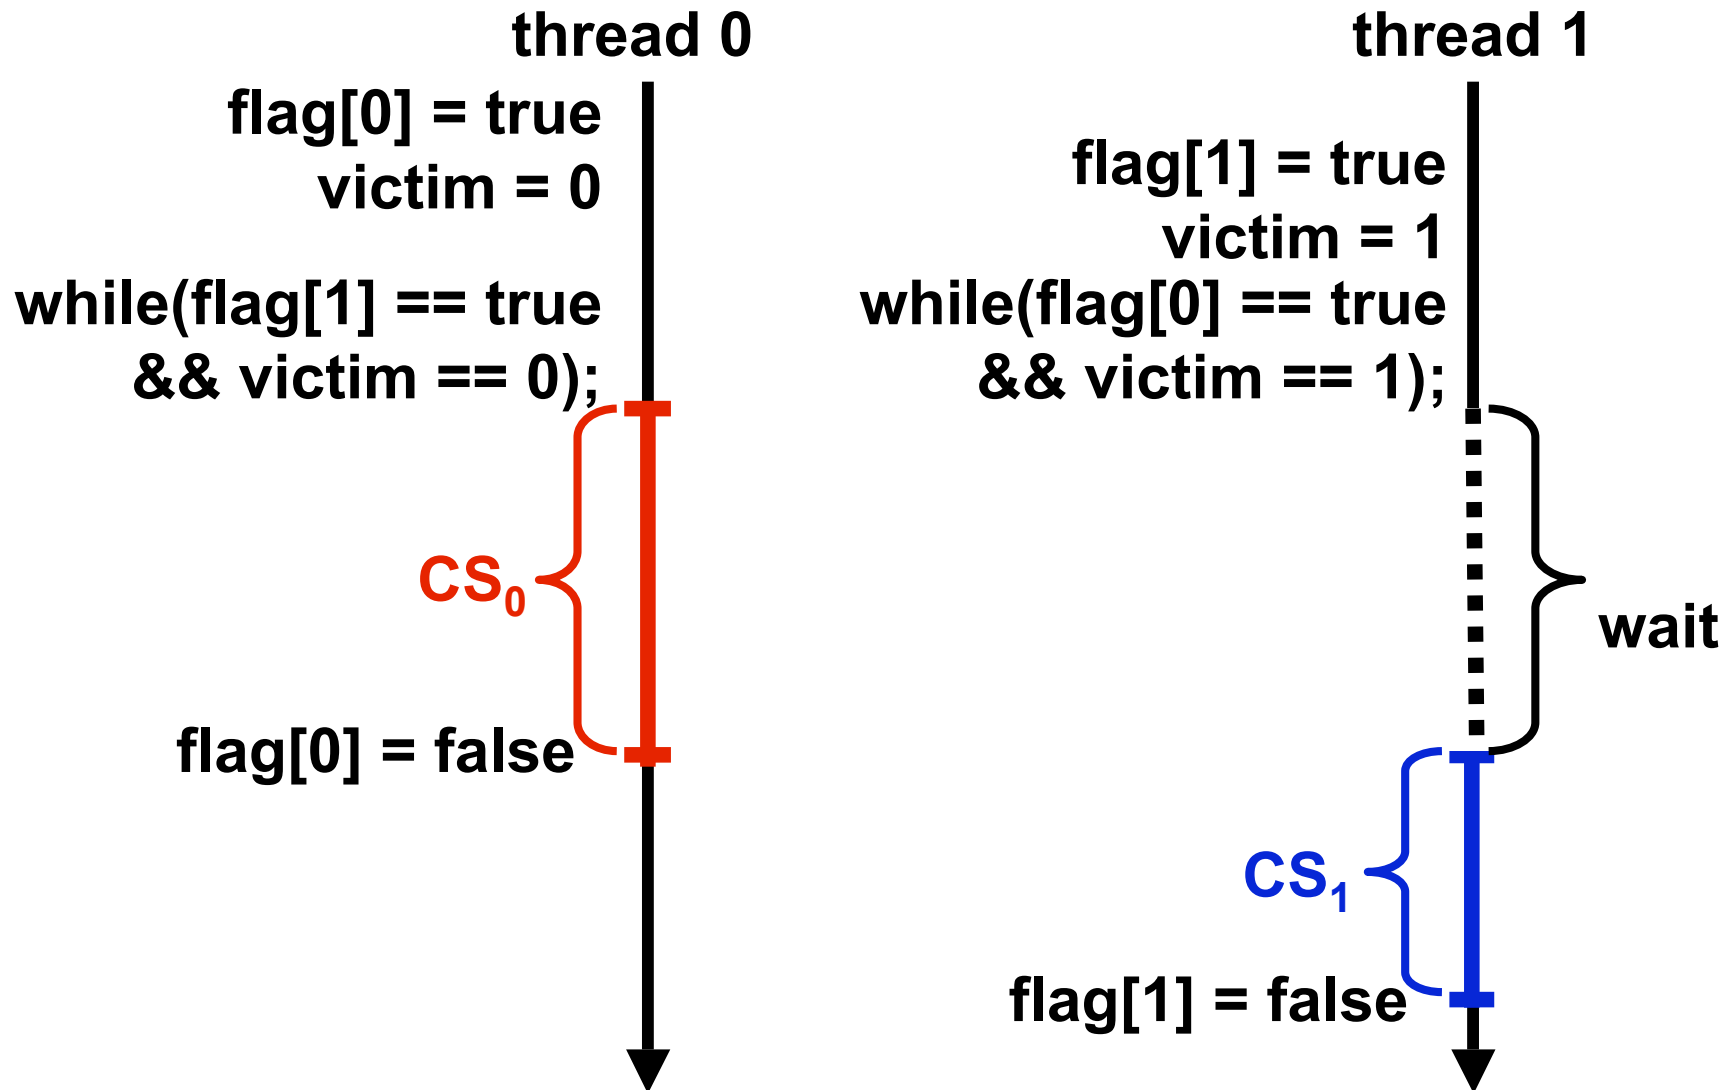 thread 0
flag[0] = true
victim = 0
while(flag[1] == true
&& victim == 0);
CS₀
flag[0] = false
thread 1
flag[1] = true
victim = 1
while(flag[0] == true
&& victim == 1);
wait
CS₁
flag[1] = false